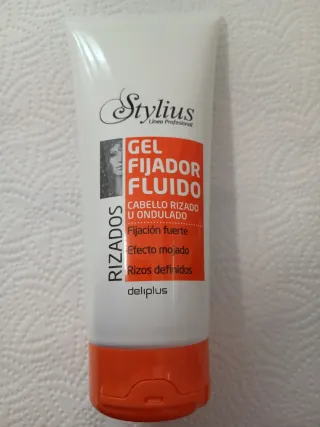 Stylius
Línea Profesional
GEL
FIJADOR
FLUIDO
CABELLO RIZADO
U ONDULADO
Fijación fuerte
Efecto mojado
Rizos definidos
RIZADOS
deliplus